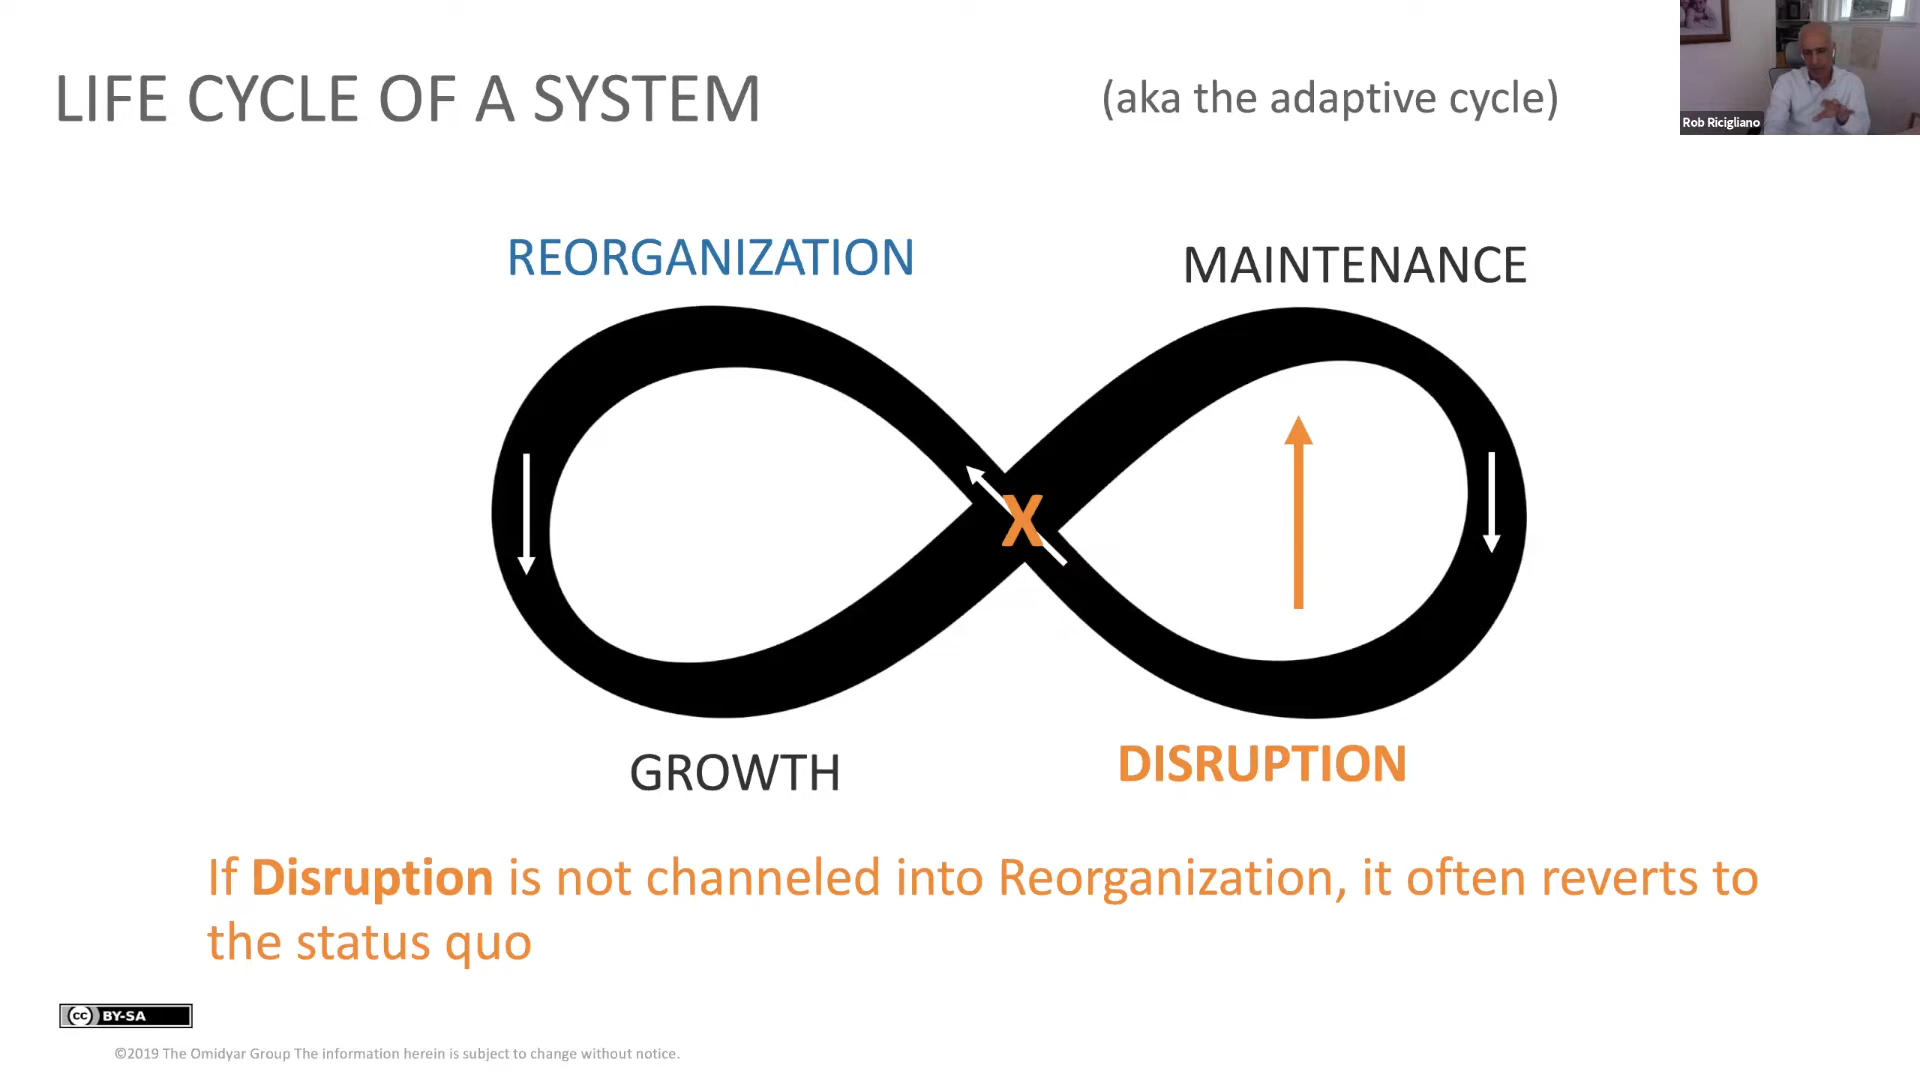 LIFE CYCLE OF A SYSTEM
(aka the adaptive cycle)
Rob Ricigliano
REORGANIZATION
MAINTENANCE
X
GROWTH
DISRUPTION
If Disruption is not channeled into Reorganization, it often reverts to
the status quo
cc BY-SA
©2019 The Omidyar Group The information herein is subject to change without notice.